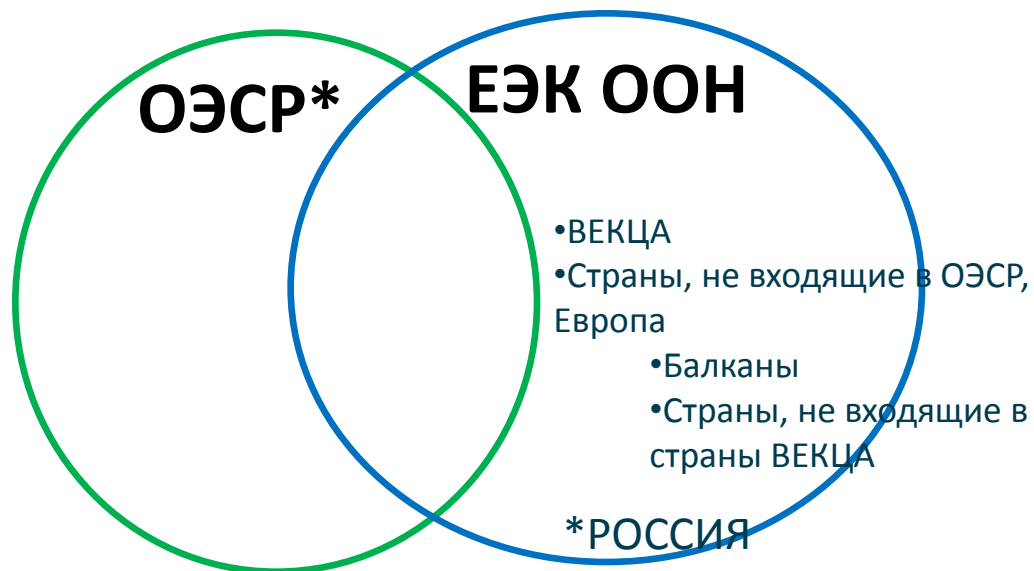 ОЭСР*
ЕЭК ООН
•ВЕКЦА
•Страны, не входящие в ОЭСР,
Европа
•Балканы
•Страны, не входящие в
страны ВЕКЦА
*РОССИЯ